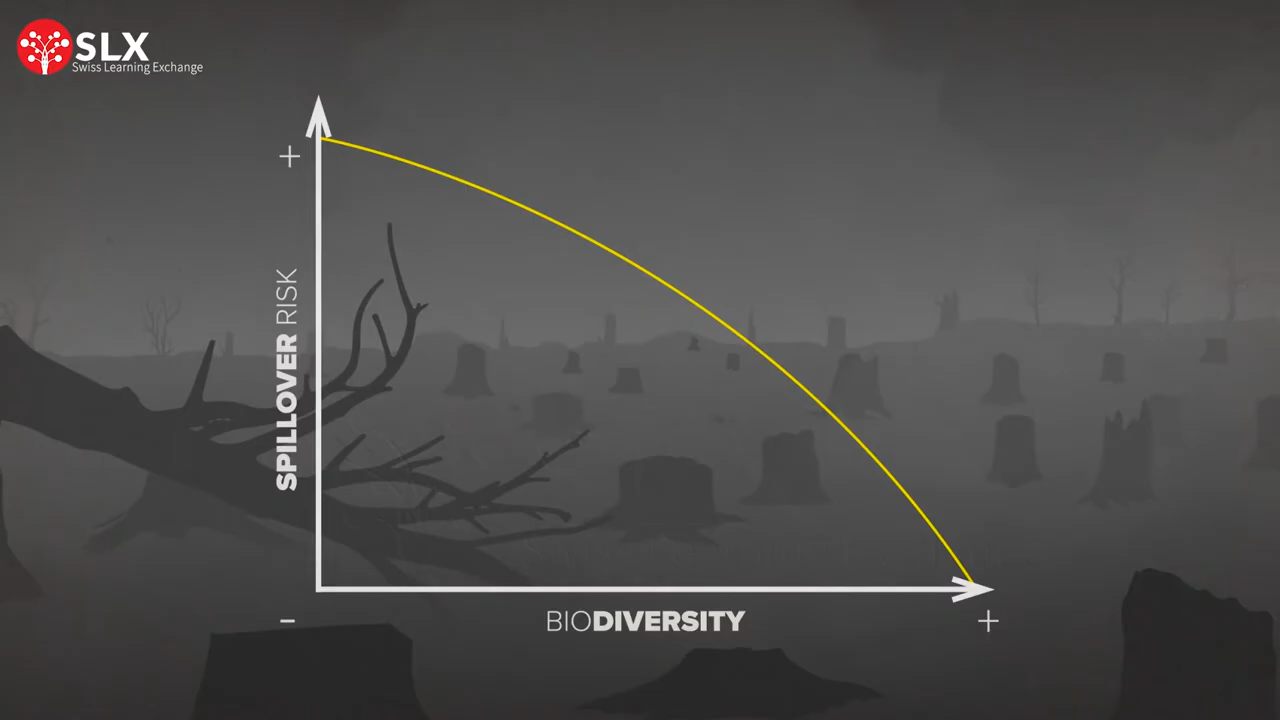 SLX
Swiss Learning Exchange
+
SPILLOVER RISK
-
BIODIVERSITY
+